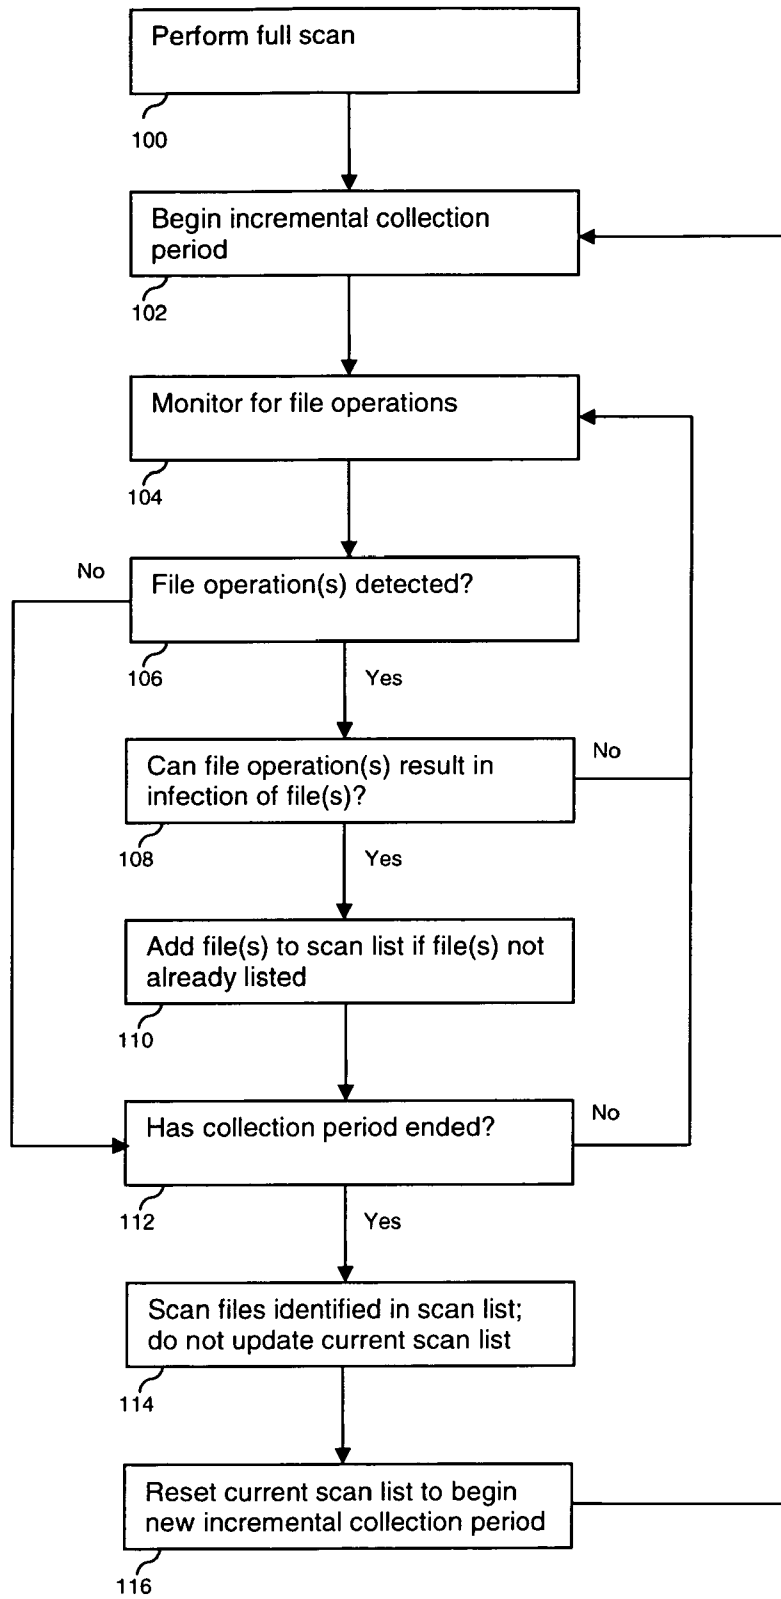 Perform full scan
100
Begin incremental collection
period
102
Monitor for file operations
104
No
File operation(s) detected?
106
Yes
Can file operation(s) result in
infection of file(s)?
No
108
Yes
Add file(s) to scan list if file(s) not
already listed
110
Has collection period ended?
No
112
Yes
Scan files identified in scan list;
do not update current scan list
114
Reset current scan list to begin
new incremental collection period
116